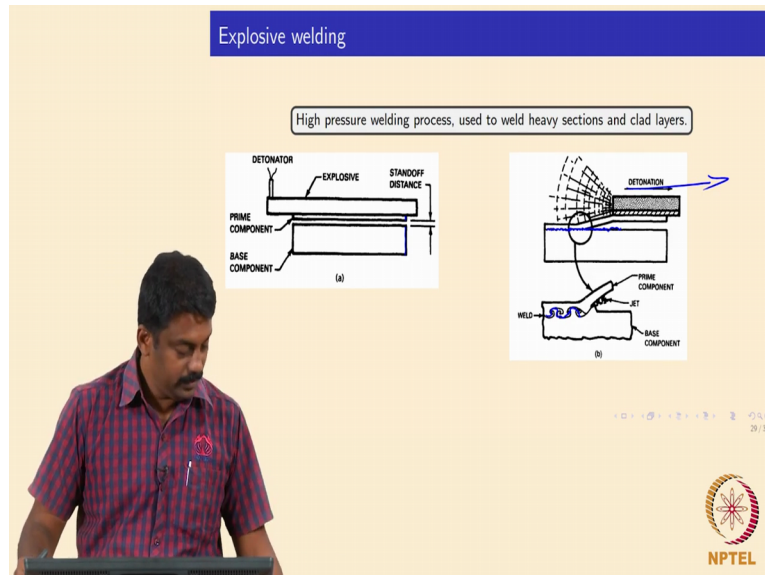 Explosive welding
High pressure welding process, used to weld heavy sections and clad layers.
DETONATOR
EXPLOSIVE
STANDOFF
DISTANCE
PRIME
COMPONENT
BASE
COMPONENT
(a)
DETONATION
PRIME
COMPONENT
JET
WELD
BASE
COMPONENT
(b)
NPTEL